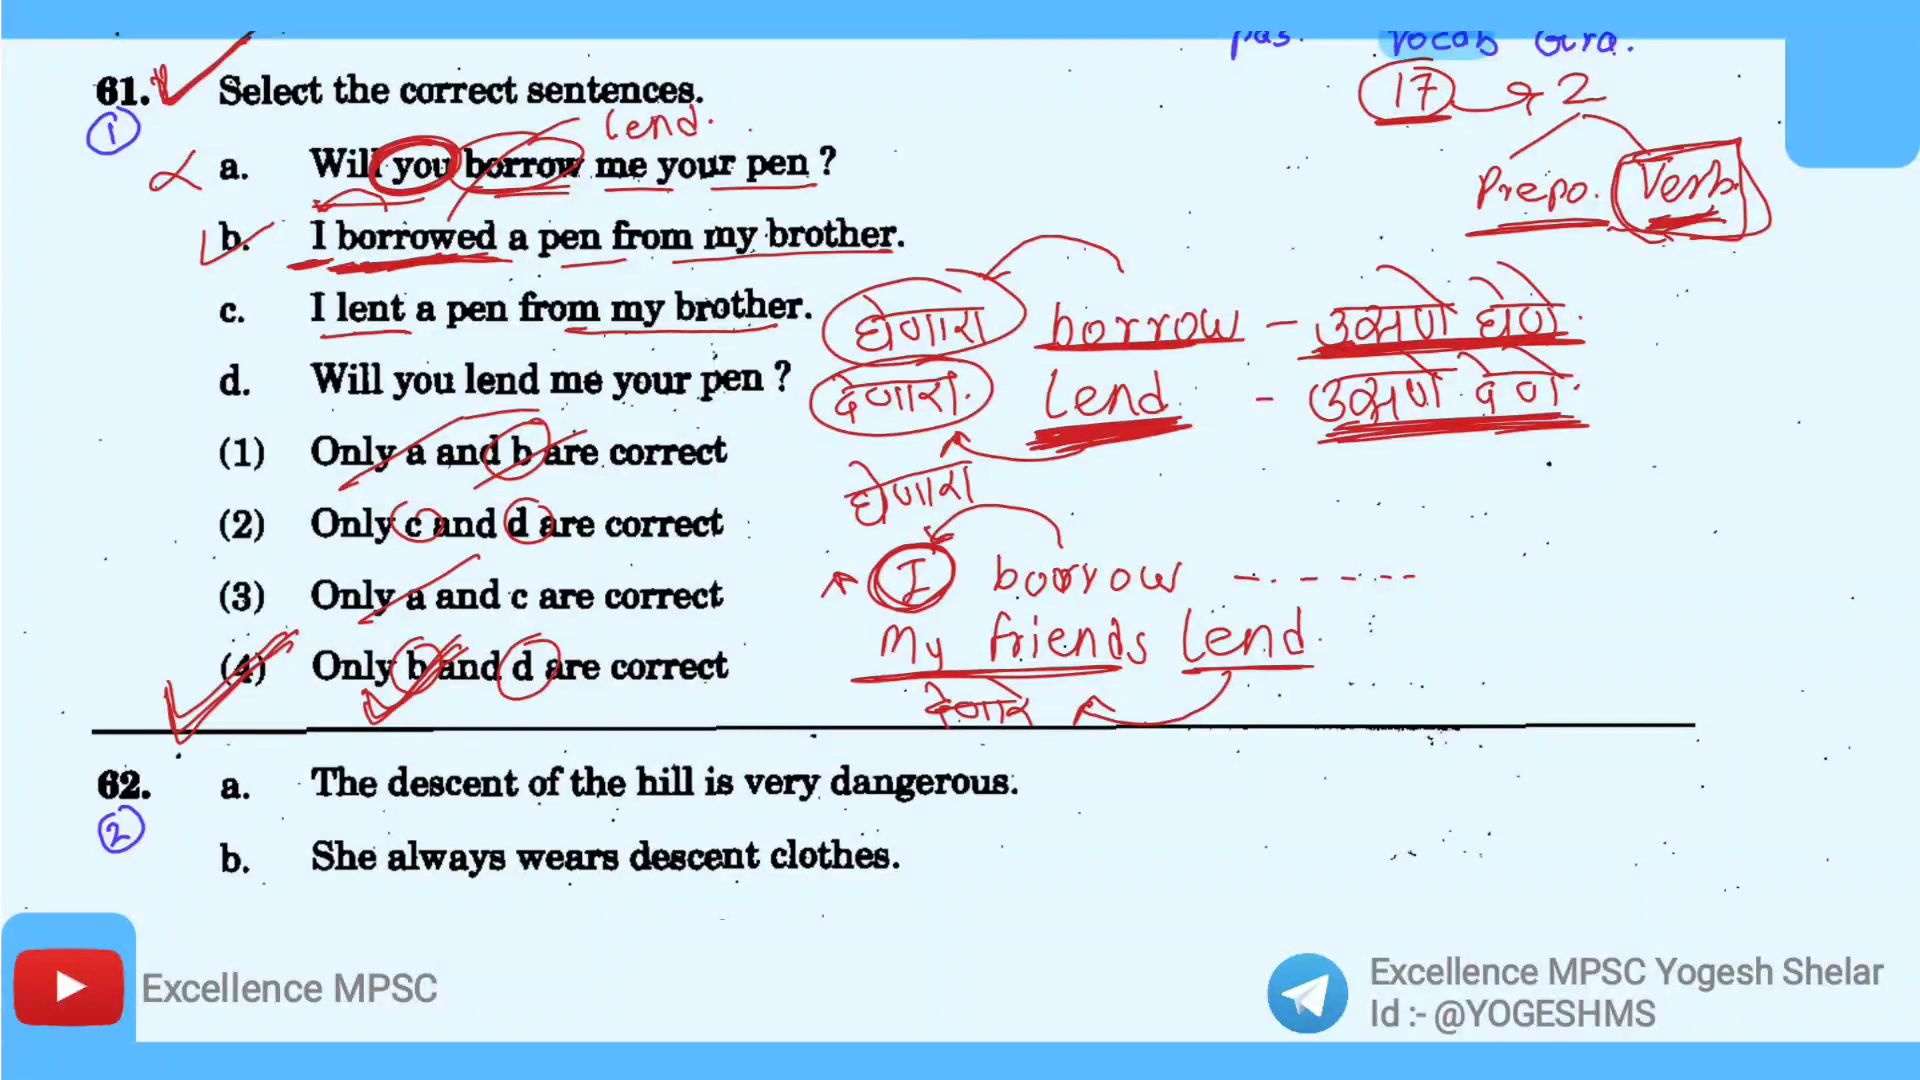 pas. Vocab Gra.
61. Select the correct sentences.
17 → 2
1
lend.
a. Will you borrow me your pen ?
Prepo. Verb
b. I borrowed a pen from my brother.
c. I lent a pen from my brother.
घेणारा borrow - उसणे घेणे.
d. Will you lend me your pen ?
देणारा. lend - उसणे देणे.
(1) Only a and b are correct
घेणारा
(2) Only c and d are correct
I borrow ------
(3) Only a and c are correct
My friends lend.
(4) Only b and d are correct
देणार
62. a. The descent of the hill is very dangerous.
2
b. She always wears descent clothes.
Excellence MPSC
Excellence MPSC Yogesh Shelar
Id :- @YOGESHMS